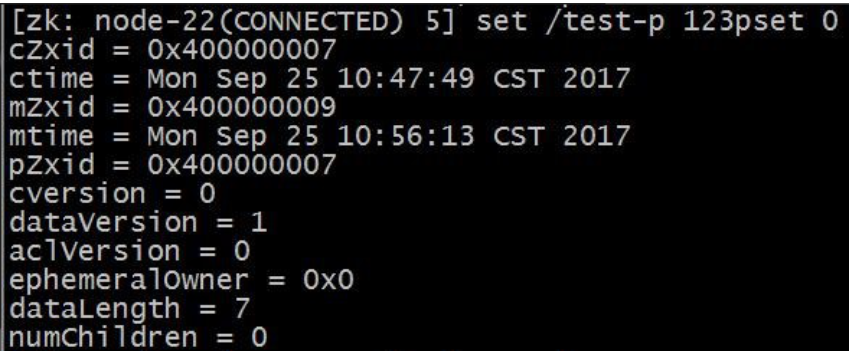 [zk: node-22(CONNECTED) 5] set /test-p 123pset 0
cZxid = 0x400000007
ctime = Mon Sep 25 10:47:49 CST 2017
mZxid = 0x400000009
mtime = Mon Sep 25 10:56:13 CST 2017
pZxid = 0x400000007
cversion = 0
dataVersion = 1
aclVersion = 0
ephemeralOwner = 0x0
dataLength = 7
numChildren = 0